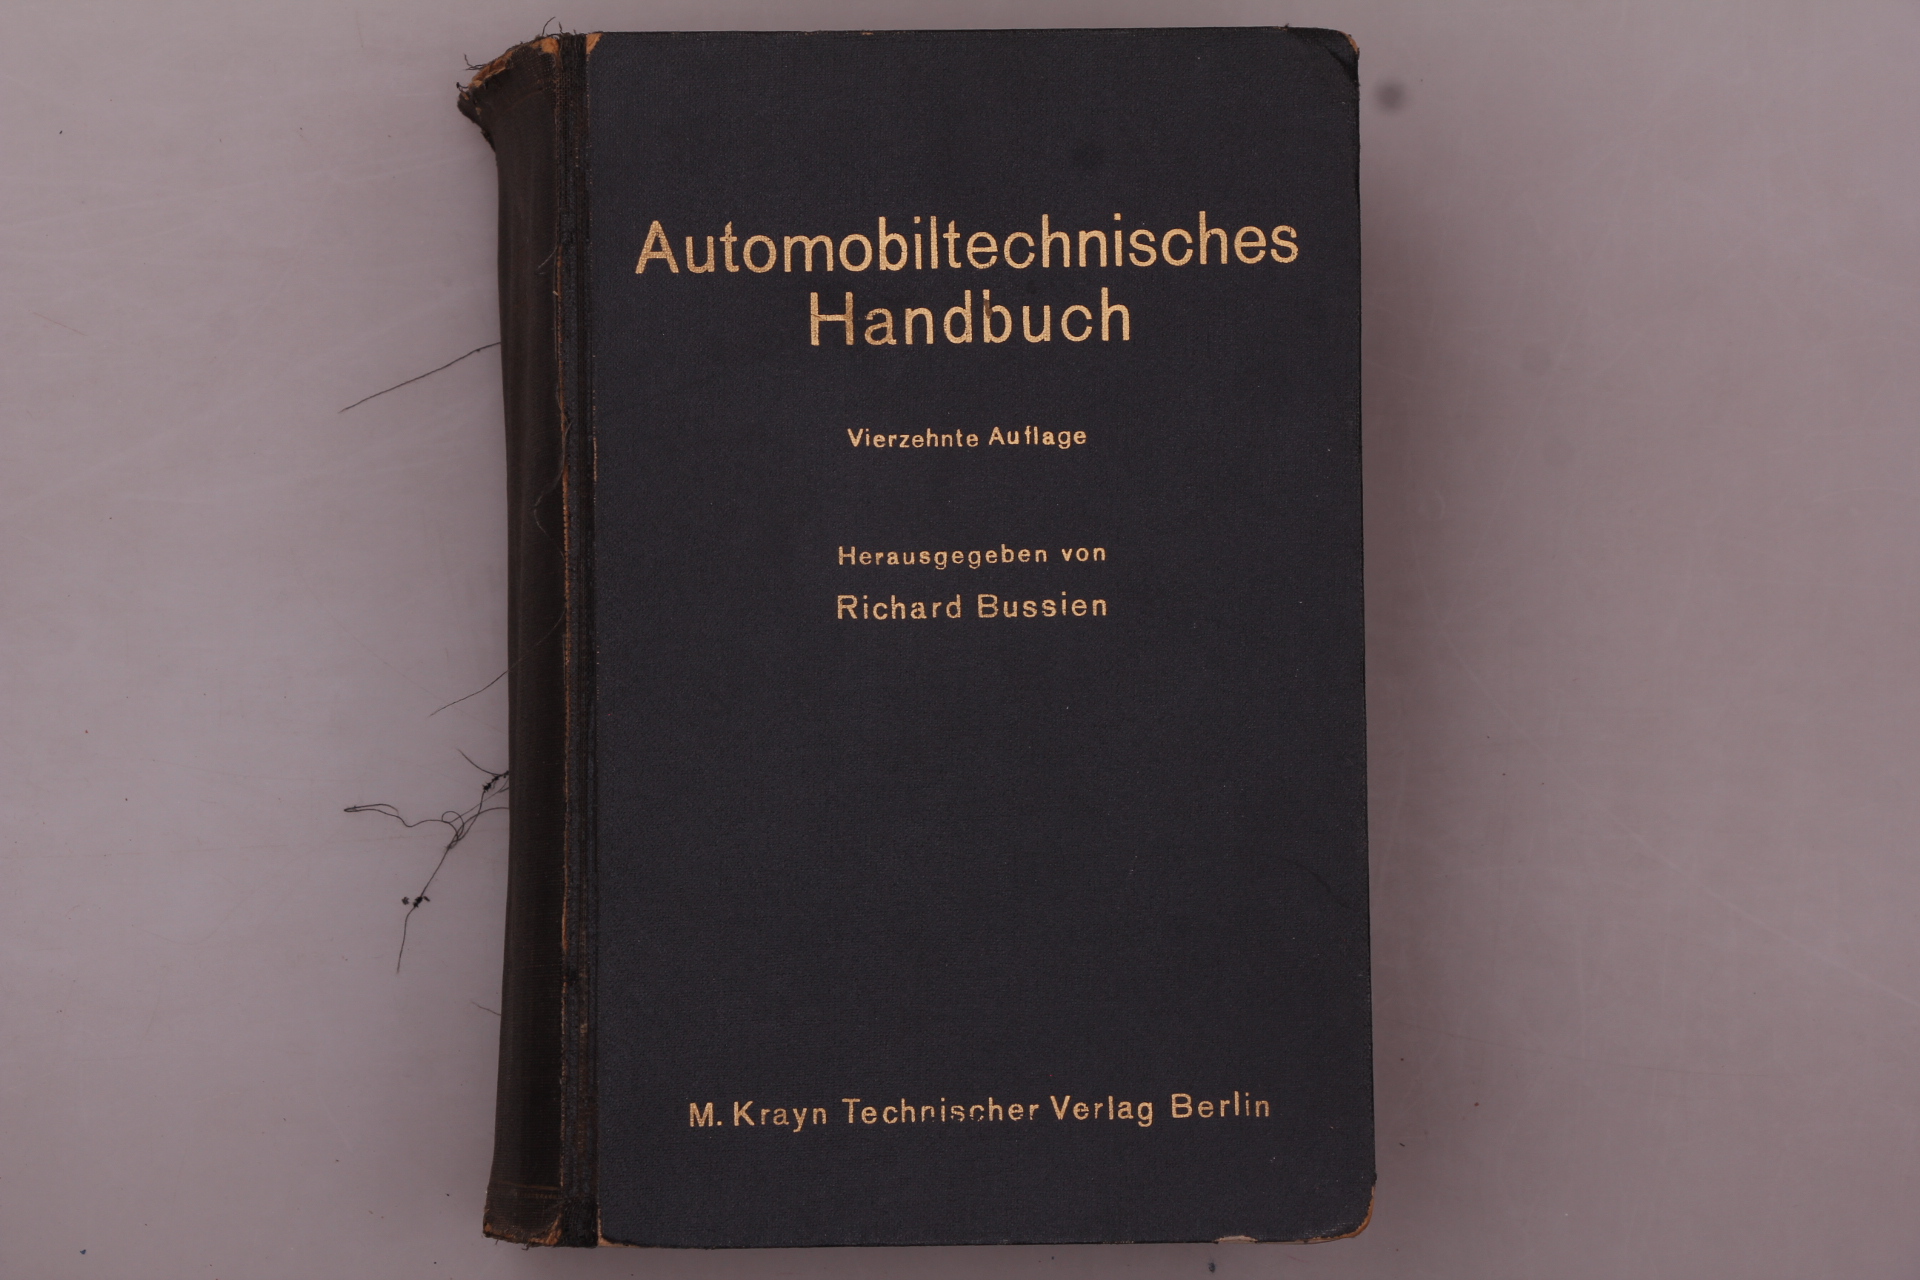 Automobiltechnisches
Handbuch
Vierzehnte Auflage
Herausgegeben von
Richard Bussien
M. Krayn Technischer Verlag Berlin